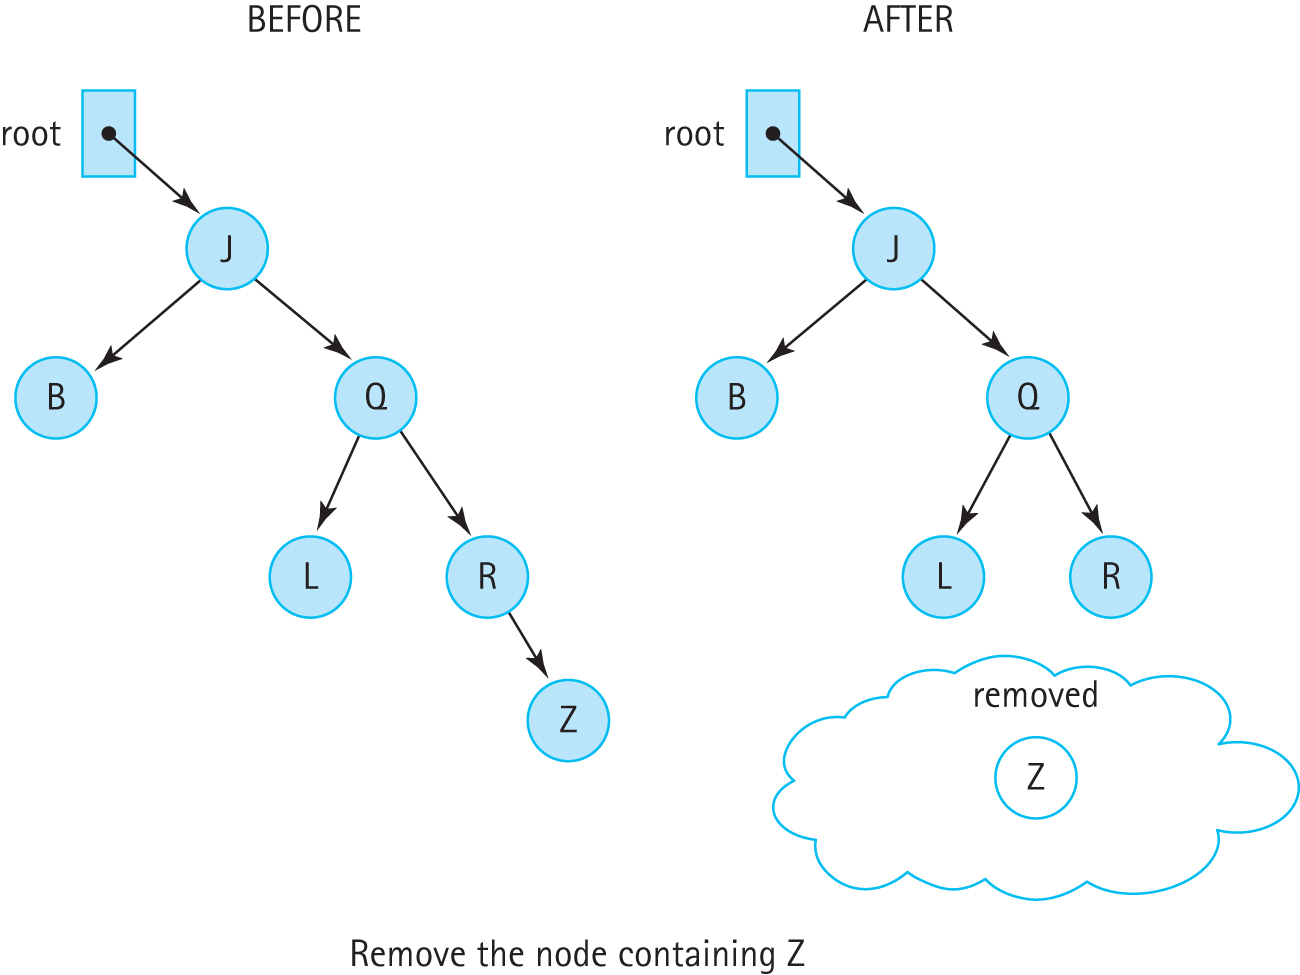 BEFORE
root
J
B
Q
L
R
Z
AFTER
root
J
B
Q
L
R
removed
Z
Remove the node containing Z